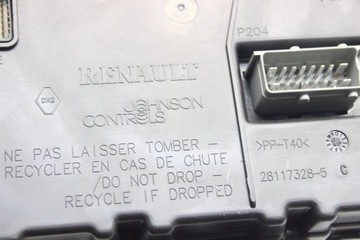 P204
2
RENAULT
DX2
JOHNSON
CONTROLS
NE PAS LAISSER TOMBER -
RECYCLER EN CAS DE CHUTE
/DO NOT DROP -
RECYCLE IF DROPPED
>PP-T40<
28117328-5 C